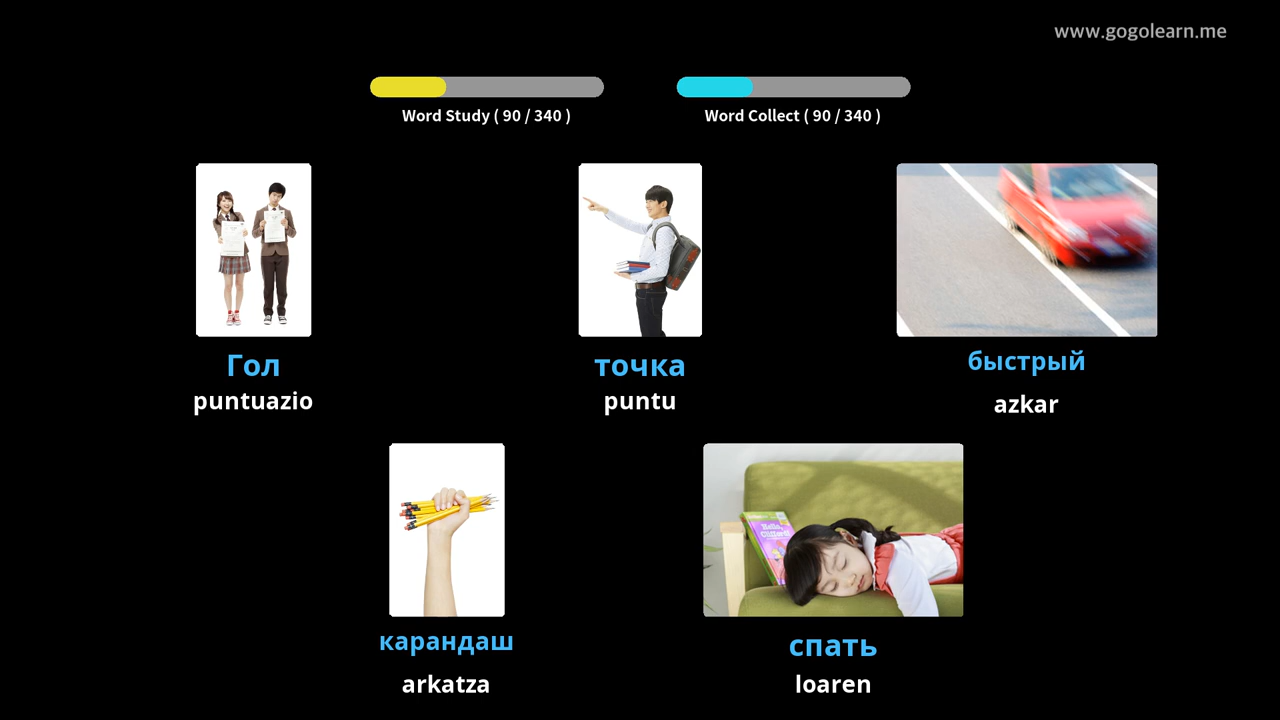 www.gogolearn.me
Word Study ( 90 / 340 )
Word Collect ( 90 / 340 )
Гол
puntuazio
точка
puntu
быстрый
azkar
карандаш
arkatza
спать
loaren